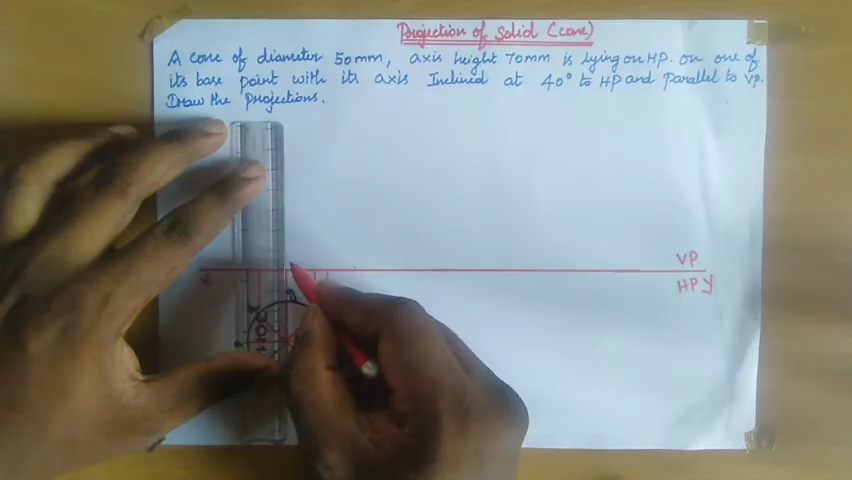 Projection of Solid (cone)
A cone of diameter 50mm, axis height 70mm is lying on HP. on one of
its base point with its axis Inclined at 40° to HP and parallel to VP.
Draw the Projections.
VP
X
HP Y